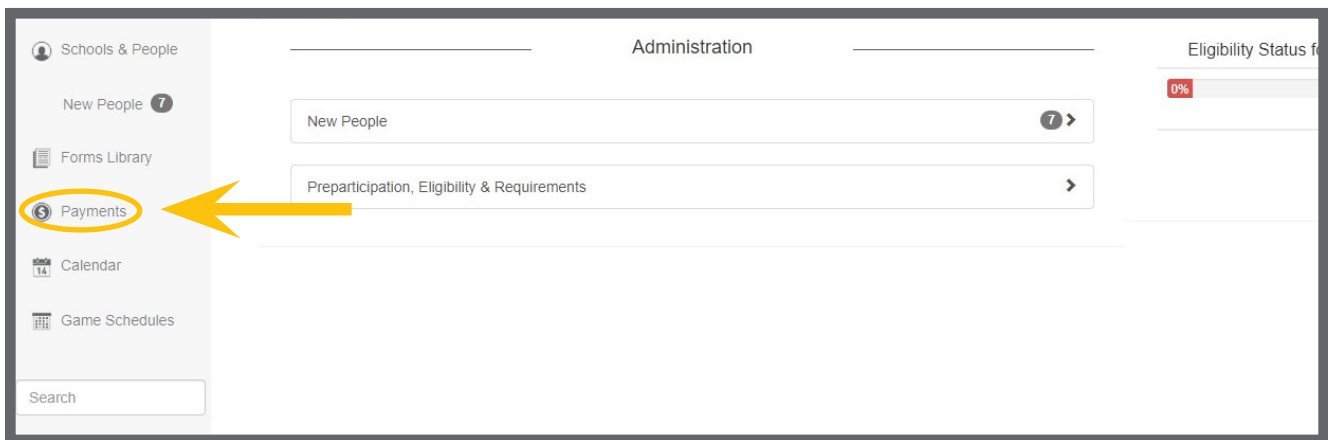 Schools & People
New People 7
Forms Library
Payments
14 Calendar
Game Schedules
Search
Administration
New People 7
Preparticipation, Eligibility & Requirements
Eligibility Status
0%